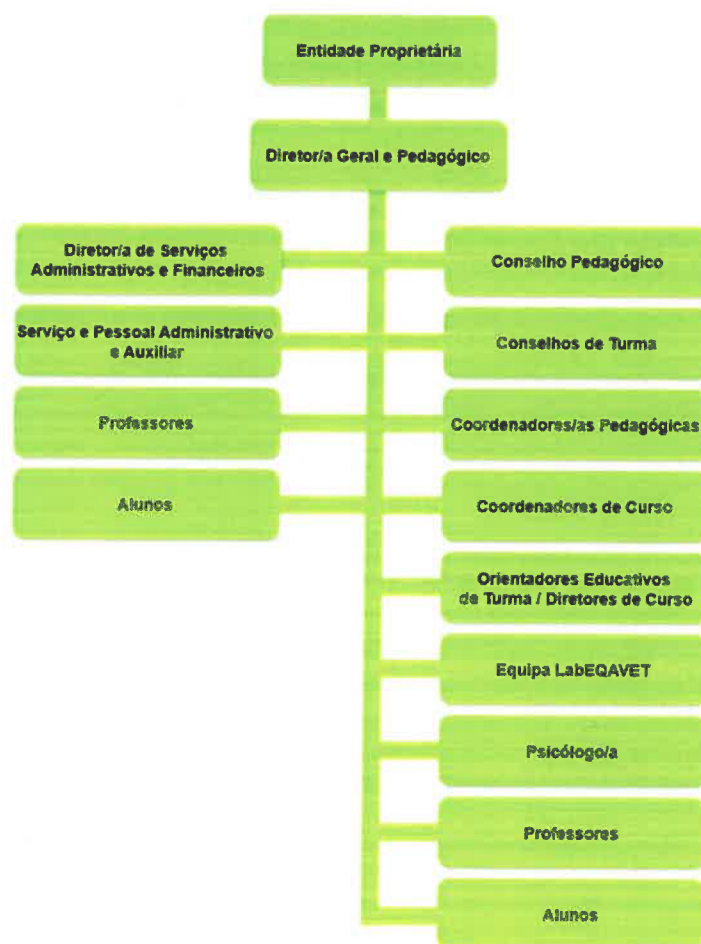 Entidade Proprietária
Diretor/a Geral e Pedagógico
Diretor/a de Serviços
Administrativos e Financeiros
Serviço e Pessoal Administrativo
e Auxiliar
Professores
Alunos
Conselho Pedagógico
Conselhos de Turma
Coordenadores/as Pedagógicas
Coordenadores de Curso
Orientadores Educativos
de Turma / Diretores de Curso
Equipa LabEQAVET
Psicólogo/a
Professores
Alunos